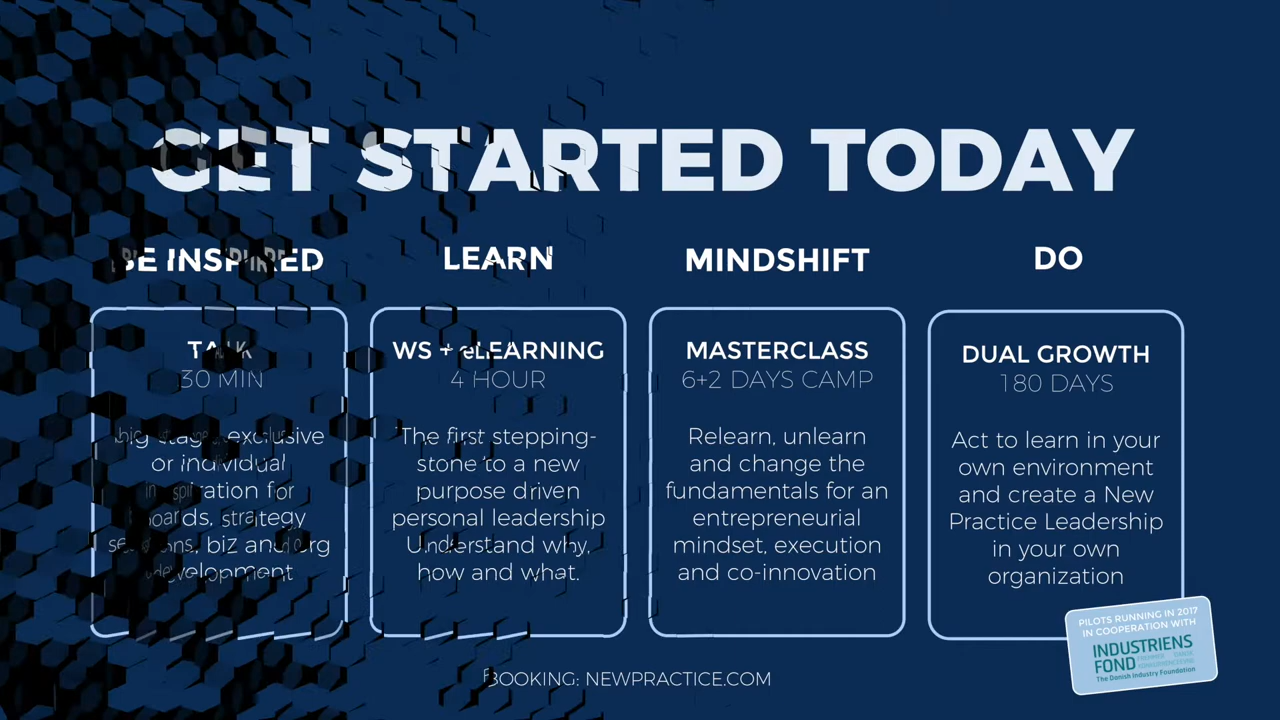 GET STARTED TODAY
BE INSPIRED
TALK
30 MIN
big stage, exclusive
or individual
inspiration for
boards, strategy
sessions, biz and org
development
LEARN
WS + eLEARNING
4 HOUR
The first stepping-
stone to a new
purpose driven
personal leadership
Understand why,
how and what.
MINDSHIFT
MASTERCLASS
6+2 DAYS CAMP
Relearn, unlearn
and change the
fundamentals for an
entrepreneurial
mindset, execution
and co-innovation
DO
DUAL GROWTH
180 DAYS
Act to learn in your
own environment
and create a New
Practice Leadership
in your own
organization
PILOTS RUNNING IN 2017
IN COOPERATION WITH
INDUSTRIENS
FOND
The Danish Industry Foundation
BOOKING: NEWPRACTICE.COM